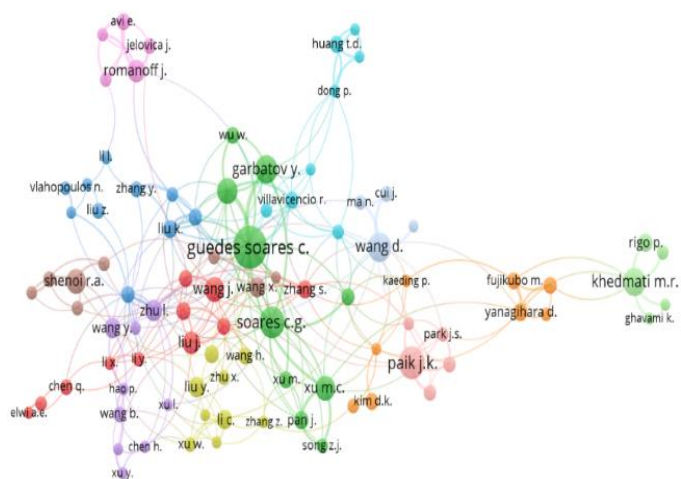 avi e.
jelovica j.
romanoff j.
huang t.d.
dong p.
wu w.
garbatov y.
li l.
vlahopoulos n.
zhang y.
liu z.
villavicencio r.
ma n.
cui j.
liu k.
guedes soares c.
wang d.
rigo p.
khedmati m.r.
ghavami k.
shenoi r.a.
wang j.
wang x.
zhang s.
kaeding p.
fujikubo m.
yanagihara d.
zhu l.
wang y.
soares c.g.
liu j.
park j.s.
paik j.k.
li x.
li y.
wang h.
zhu x.
chen q.
hao p.
liu y.
xu m.
xu m.c.
elwi a.e.
wang b.
xu l.
li c.
zhang z.
pan j.
kim d.k.
chen h.
xu w.
song z.j.
xu y.